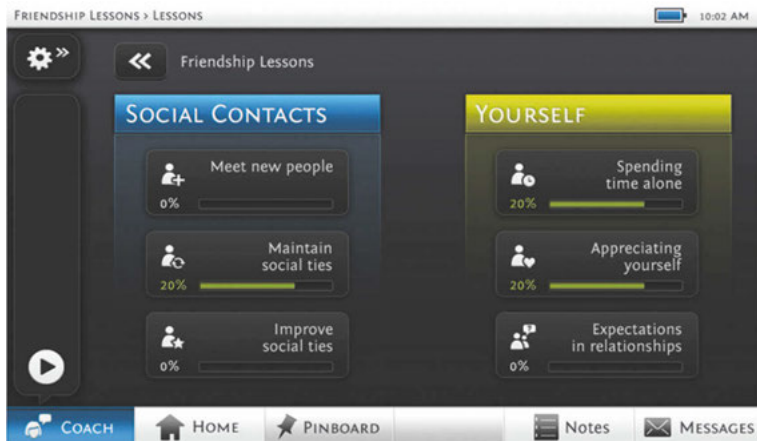 FRIENDSHIP LESSONS > LESSONS
10:02 AM
»
«
Friendship Lessons
SOCIAL CONTACTS
Meet new people
0%
Maintain
social ties
20%
Improve
social ties
0%
YOURSELF
Spending
time alone
20%
Appreciating
yourself
20%
Expectations
in relationships
0%
COACH
HOME
PINBOARD
Notes
MESSAGES